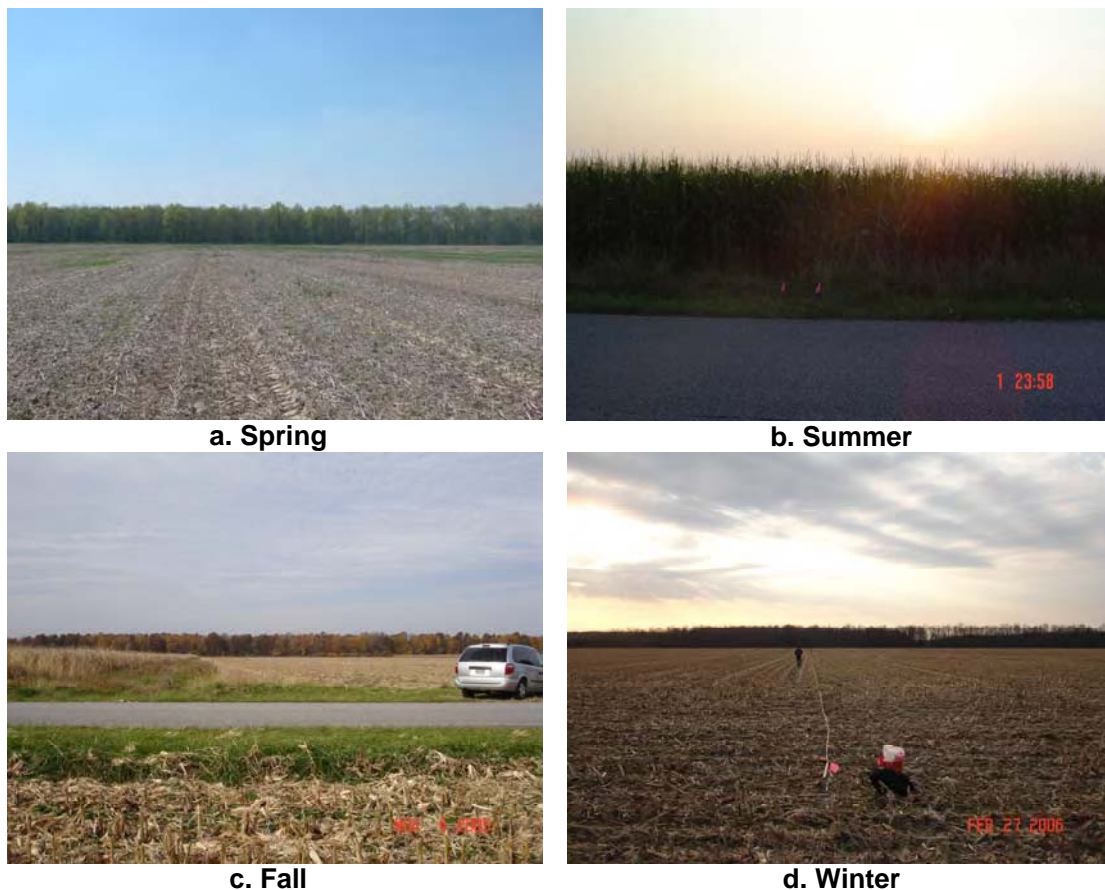 1 23:58
a. Spring
b. Summer
FEB 27 2006
c. Fall
d. Winter